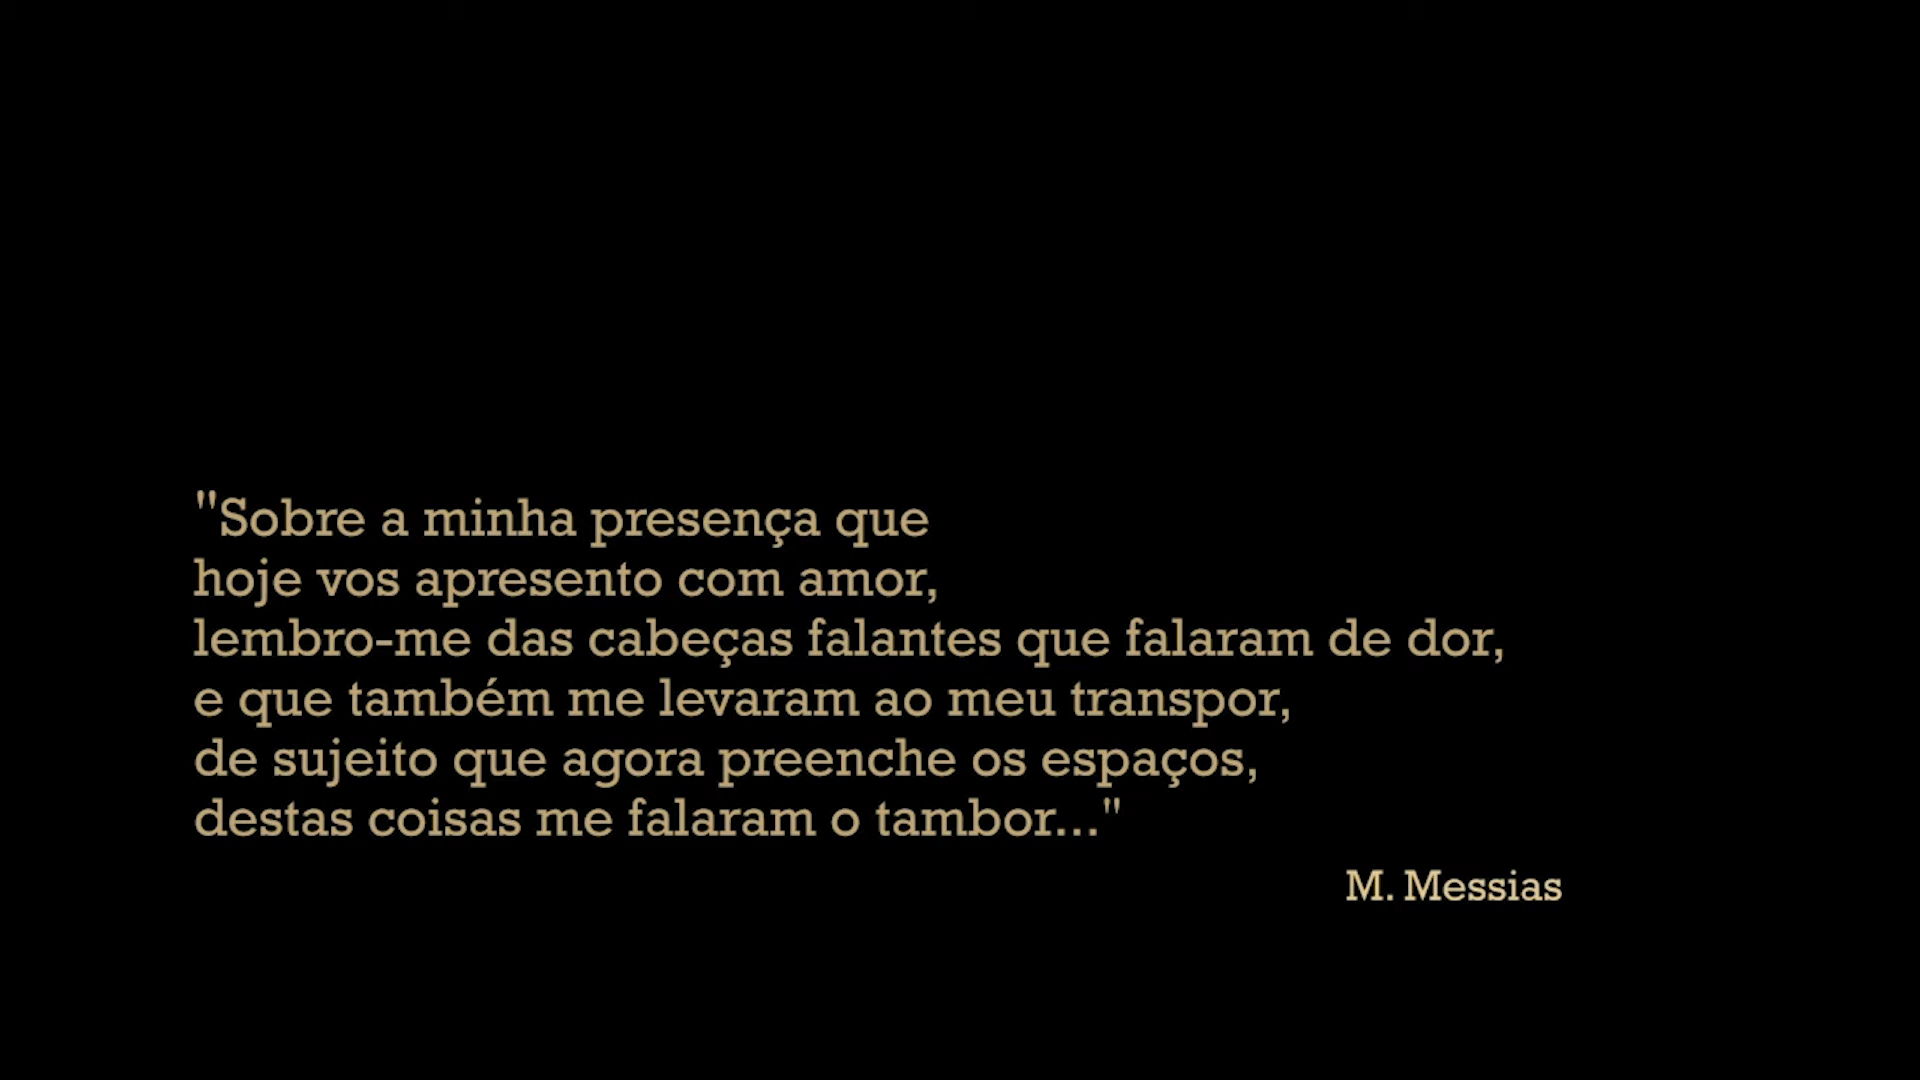 "Sobre a minha presença que
hoje vos apresento com amor,
lembro-me das cabeças falantes que falaram de dor,
e que também me levaram ao meu transpor,
de sujeito que agora preenche os espaços,
destas coisas me falaram o tambor..."
M. Messias